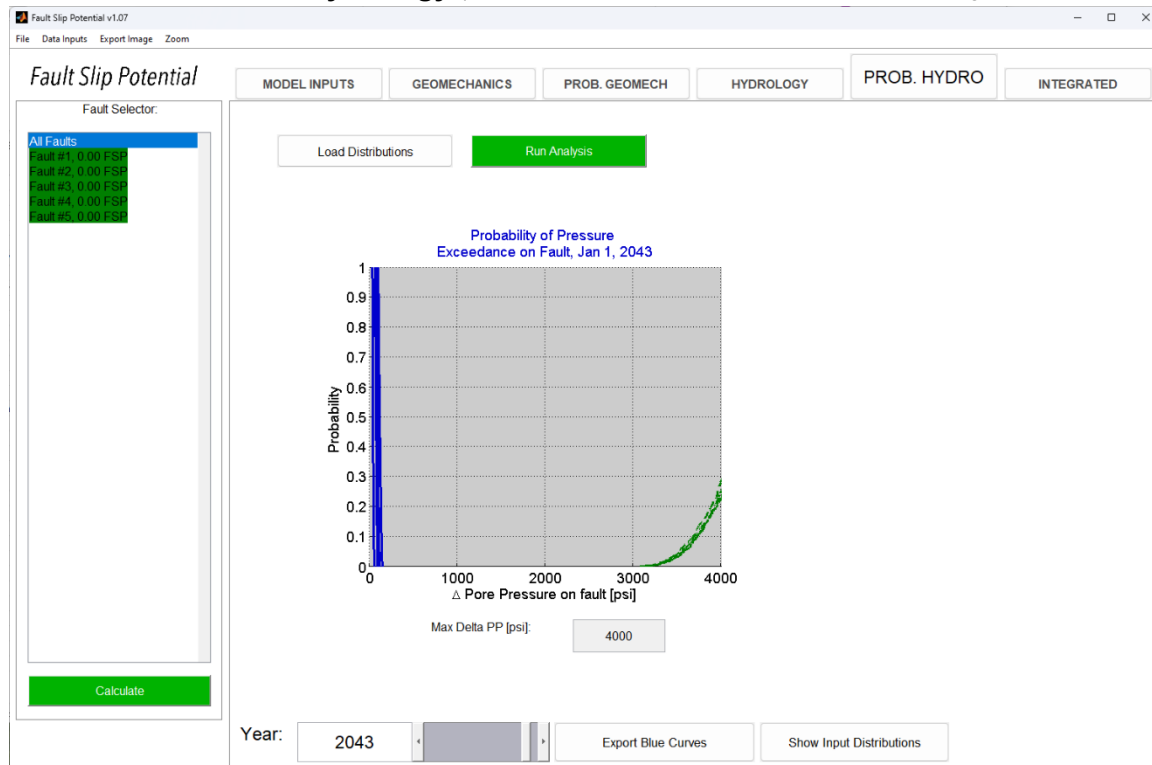 Fault Slip Potential v1.07
File Data Inputs Export Image Zoom
Fault Slip Potential
MODEL INPUTS GEOMECHANICS PROB. GEOMECH HYDROLOGY PROB. HYDRO INTEGRATED
Fault Selector:
All Faults
Fault #1, 0.00 FSP
Fault #2, 0.00 FSP
Fault #3, 0.00 FSP
Fault #4, 0.00 FSP
Fault #5, 0.00 FSP
Calculate
Load Distributions Run Analysis
Probability of Pressure
Exceedance on Fault, Jan 1, 2043
1
0.9
0.8
0.7
0.6
0.5
0.4
0.3
0.2
0.1
0
Probability
0 1000 2000 3000 4000
Δ Pore Pressure on fault [psi]
Max Delta PP [psi]: 4000
Year: 2043 Export Blue Curves Show Input Distributions